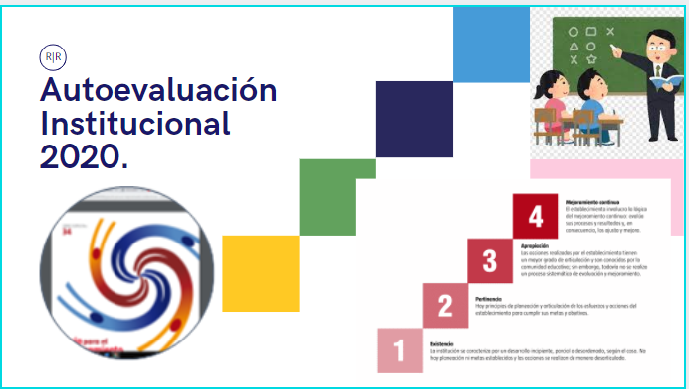 R|R
Autoevaluación
Institucional
2020.
34
4
Mejoramiento continuo
El establecimiento involucra la lógica
del mejoramiento continuo: evalúa
sus procesos y resultados y, en
consecuencia, los ajusta y mejora.
3
Apropiación
Las acciones realizadas por el establecimiento tienen
un mayor grado de articulación y son conocidas por la
comunidad educativa; sin embargo, todavía no se realiza
un proceso sistemático de evaluación y mejoramiento.
2
Pertinencia
Hay principios de planeación y articulación de los esfuerzos y acciones del
establecimiento para cumplir sus metas y objetivos.
1
Existencia
La institución se caracteriza por un desarrollo incipiente, parcial o desordenado, según el caso. No
hay planeación ni metas establecidas y las acciones se realizan de manera desarticulada.